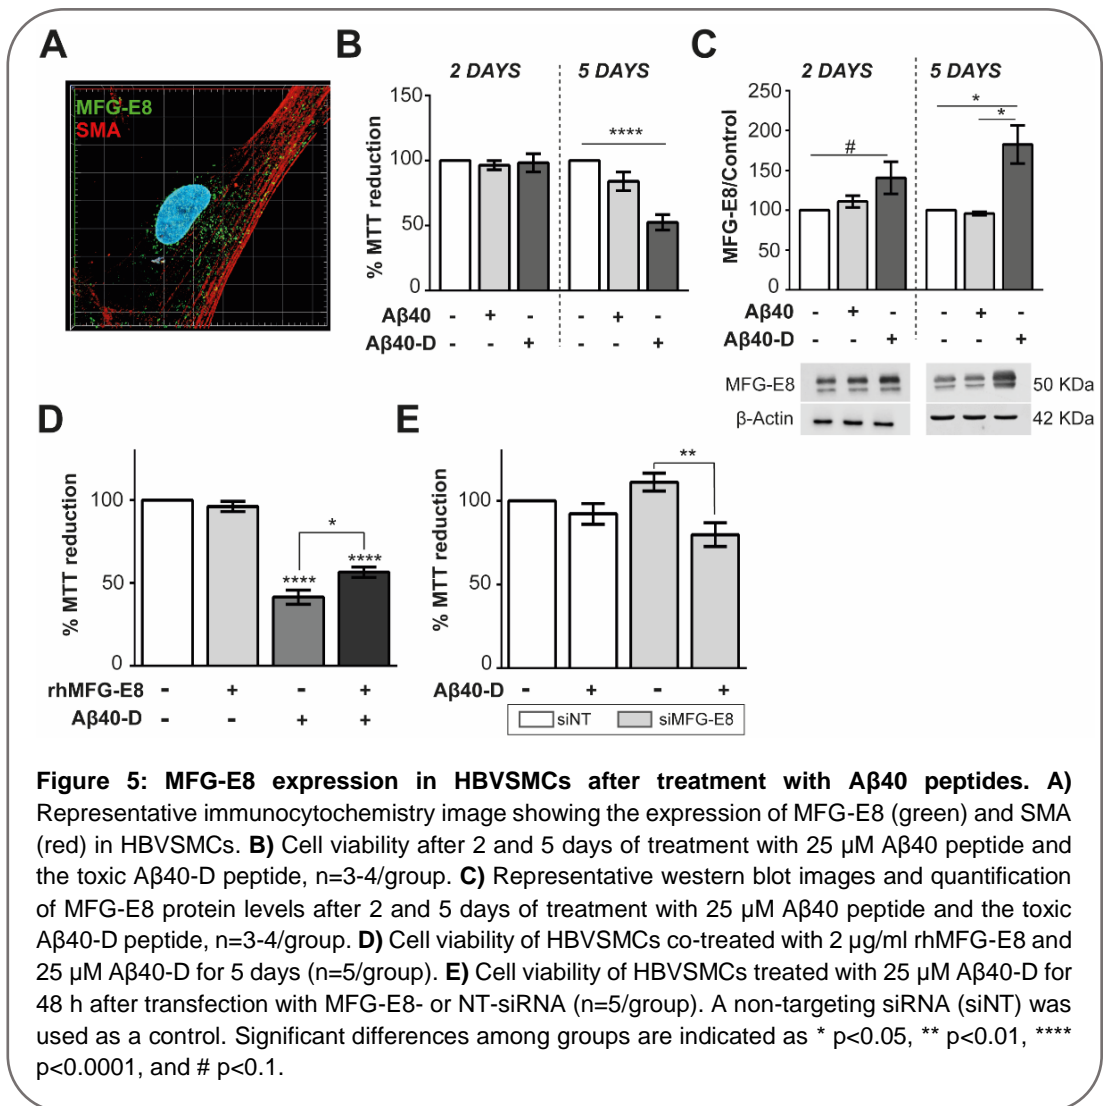 A
MFG-E8
SMA
B
2 DAYS
5 DAYS
% MTT reduction
150
100
50
0
****
Aβ40 - + - - + -
Aβ40-D - - + - - +
C
2 DAYS
5 DAYS
MFG-E8/Control
250
200
150
100
50
0
#
*
*
Aβ40 - + - - + -
Aβ40-D - - + - - +
MFG-E8
50 KDa
β-Actin
42 KDa
D
% MTT reduction
100
50
0
*
****
****
rhMFG-E8 - + - +
Aβ40-D - - + +
E
% MTT reduction
100
50
0
**
Aβ40-D - + - +
siNT siMFG-E8
Figure 5: MFG-E8 expression in HBVSMCs after treatment with Aβ40 peptides. A)
Representative immunocytochemistry image showing the expression of MFG-E8 (green) and SMA
(red) in HBVSMCs. B) Cell viability after 2 and 5 days of treatment with 25 µM Aβ40 peptide and
the toxic Aβ40-D peptide, n=3-4/group. C) Representative western blot images and quantification
of MFG-E8 protein levels after 2 and 5 days of treatment with 25 µM Aβ40 peptide and the toxic
Aβ40-D peptide, n=3-4/group. D) Cell viability of HBVSMCs co-treated with 2 µg/ml rhMFG-E8 and
25 µM Aβ40-D for 5 days (n=5/group). E) Cell viability of HBVSMCs treated with 25 µM Aβ40-D for
48 h after transfection with MFG-E8- or NT-siRNA (n=5/group). A non-targeting siRNA (siNT) was
used as a control. Significant differences among groups are indicated as * p<0.05, ** p<0.01, ****
p<0.0001, and # p<0.1.